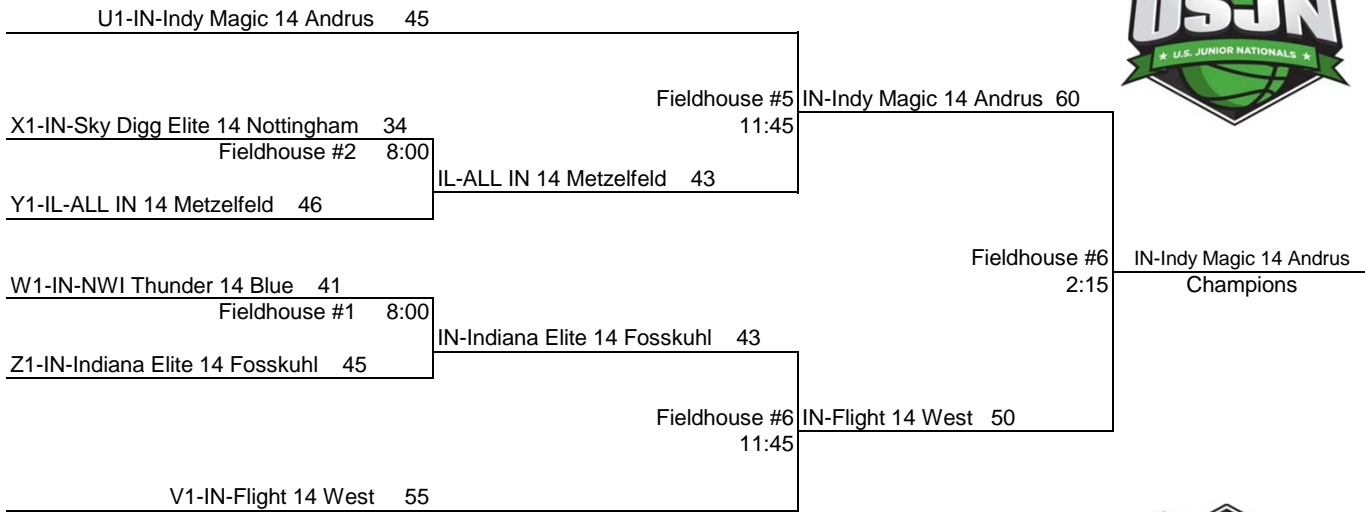 U1-IN-Indy Magic 14 Andrus 45
USJN
★ U.S. JUNIOR NATIONALS ★
Fieldhouse #5 IN-Indy Magic 14 Andrus 60
X1-IN-Sky Digg Elite 14 Nottingham 34
11:45
Fieldhouse #2 8:00
IL-ALL IN 14 Metzelfeld 43
Y1-IL-ALL IN 14 Metzelfeld 46
Fieldhouse #6 IN-Indy Magic 14 Andrus
W1-IN-NWI Thunder 14 Blue 41
2:15 Champions
Fieldhouse #1 8:00
IN-Indiana Elite 14 Fosskuhl 43
Z1-IN-Indiana Elite 14 Fosskuhl 45
Fieldhouse #6 IN-Flight 14 West 50
11:45
V1-IN-Flight 14 West 55